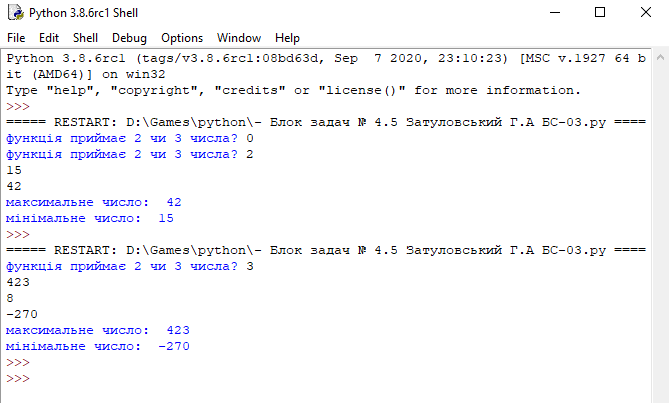 Python 3.8.6rc1 Shell
File Edit Shell Debug Options Window Help
Python 3.8.6rc1 (tags/v3.8.6rc1:08bd63d, Sep  7 2020, 23:10:23) [MSC v.1927 64 b
it (AMD64)] on win32
Type "help", "copyright", "credits" or "license()" for more information.
>>>
===== RESTART: D:\Games\python\- Блок задач № 4.5 Затуловський Г.А БС-03.py ====
функція приймає 2 чи 3 числа? 0
функція приймає 2 чи 3 числа? 2
15
42
максимальне число:  42
мінімальне число:  15
>>>
===== RESTART: D:\Games\python\- Блок задач № 4.5 Затуловський Г.А БС-03.py ====
функція приймає 2 чи 3 числа? 3
423
8
-270
максимальне число:  423
мінімальне число:  -270
>>>
>>>